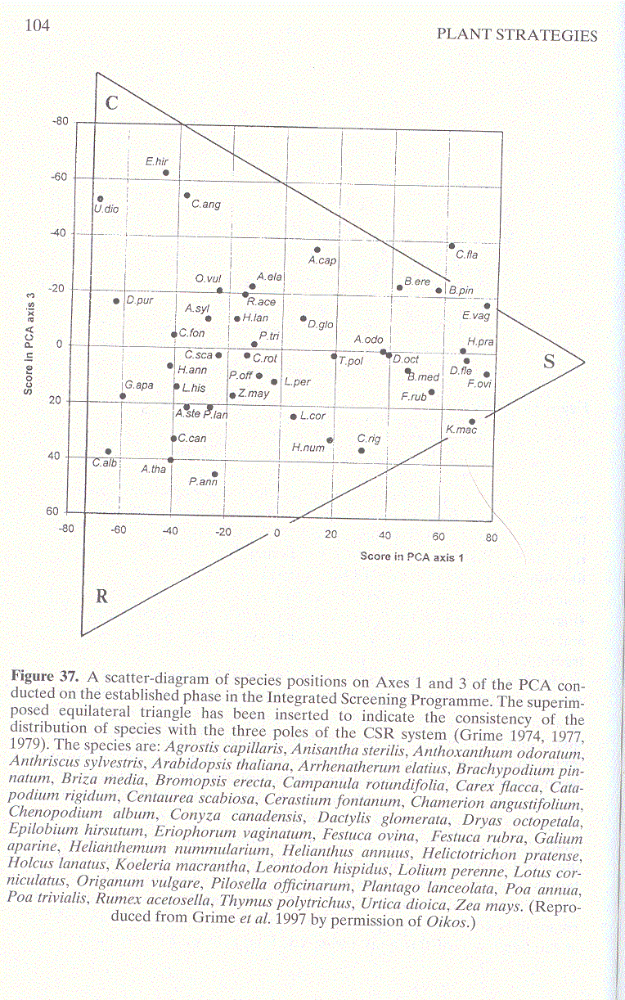 104
PLANT STRATEGIES
C
-80
E.hir
-60
C.ang
U.dio
-40
C.fla
A.cap
O.vul
A.ela
B.ere
-20
B.pin
D.pur
R.ace
A.syl
H.lan
E.vag
D.glo
C.fon
P.tri
A.odo
H.pra
0
C.sca
C.rot
T.pol
D.oct
S
H.ann
D.fle
P.off
L.per
B.med
F.ovi
G.apa
L.his
Z.may
F.rub
20
A.ste
P.lan
L.cor
K.mac
C.can
C.rig
H.num
40
C.alb
A.tha
P.ann
60
Score in PCA axis 3
-80
-60
-40
-20
0
20
40
60
80
Score in PCA axis 1
R
Figure 37. A scatter-diagram of species positions on Axes 1 and 3 of the PCA con-
ducted on the established phase in the Integrated Screening Programme. The superim-
posed equilateral triangle has been inserted to indicate the consistency of the
distribution of species with the three poles of the CSR system (Grime 1974, 1977,
1979). The species are: Agrostis capillaris, Anisantha sterilis, Anthoxanthum odoratum,
Anthriscus sylvestris, Arabidopsis thaliana, Arrhenatherum elatius, Brachypodium pin-
natum, Briza media, Bromopsis erecta, Campanula rotundifolia, Carex flacca, Cata-
podium rigidum, Centaurea scabiosa, Cerastium fontanum, Chamerion angustifolium,
Chenopodium album, Conyza canadensis, Dactylis glomerata, Dryas octopetala,
Epilobium hirsutum, Eriophorum vaginatum, Festuca ovina, Festuca rubra, Galium
aparine, Helianthemum nummularium, Helianthus annuus, Helictotrichon pratense,
Holcus lanatus, Koeleria macrantha, Leontodon hispidus, Lolium perenne, Lotus cor-
niculatus, Origanum vulgare, Pilosella officinarum, Plantago lanceolata, Poa annua,
Poa trivialis, Rumex acetosella, Thymus polytrichus, Urtica dioica, Zea mays. (Repro-
duced from Grime et al. 1997 by permission of Oikos.)